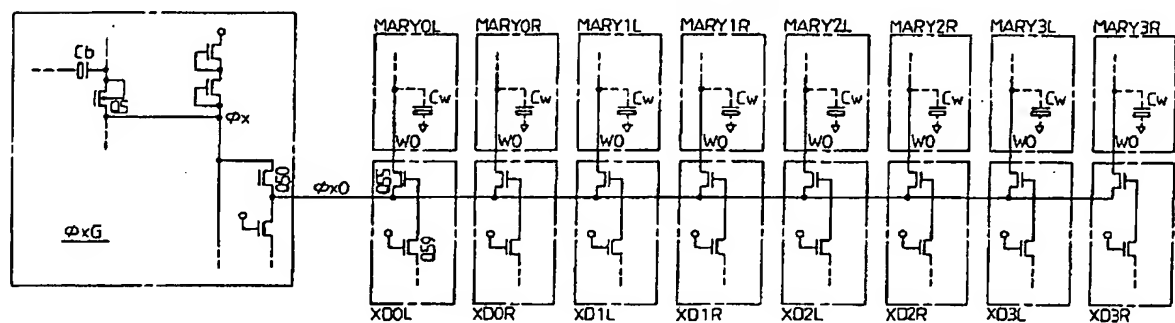 MARY0L MARY0R MARY1L MARY1R MARY2L MARY2R MARY3L MARY3R
Cb
Q5
Cw Cw Cw Cw Cw Cw Cw Cw
φx
W0 W0 W0 W0 W0 W0 W0 W0
Q50
φx0
Q55
φxG
Q59
XD0L XD0R XD1L XD1R XD2L XD2R XD3L XD3R